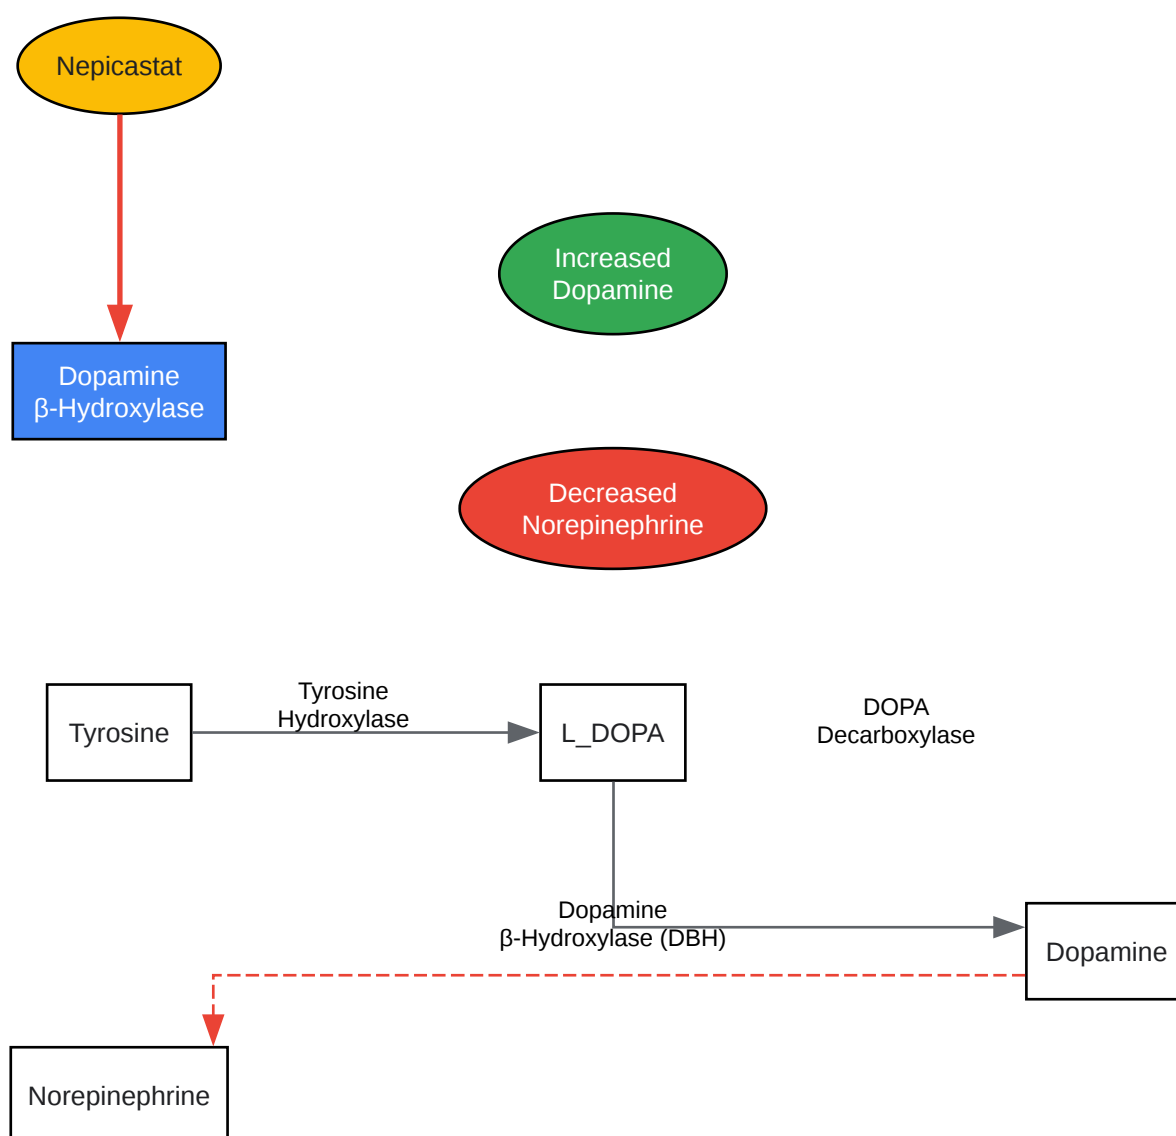 Nepicastat
Increased
Dopamine
Dopamine
β-Hydroxylase
Decreased
Norepinephrine
Tyrosine
Tyrosine
Hydroxylase
L_DOPA
DOPA
Decarboxylase
Dopamine
β-Hydroxylase (DBH)
Dopamine
Norepinephrine